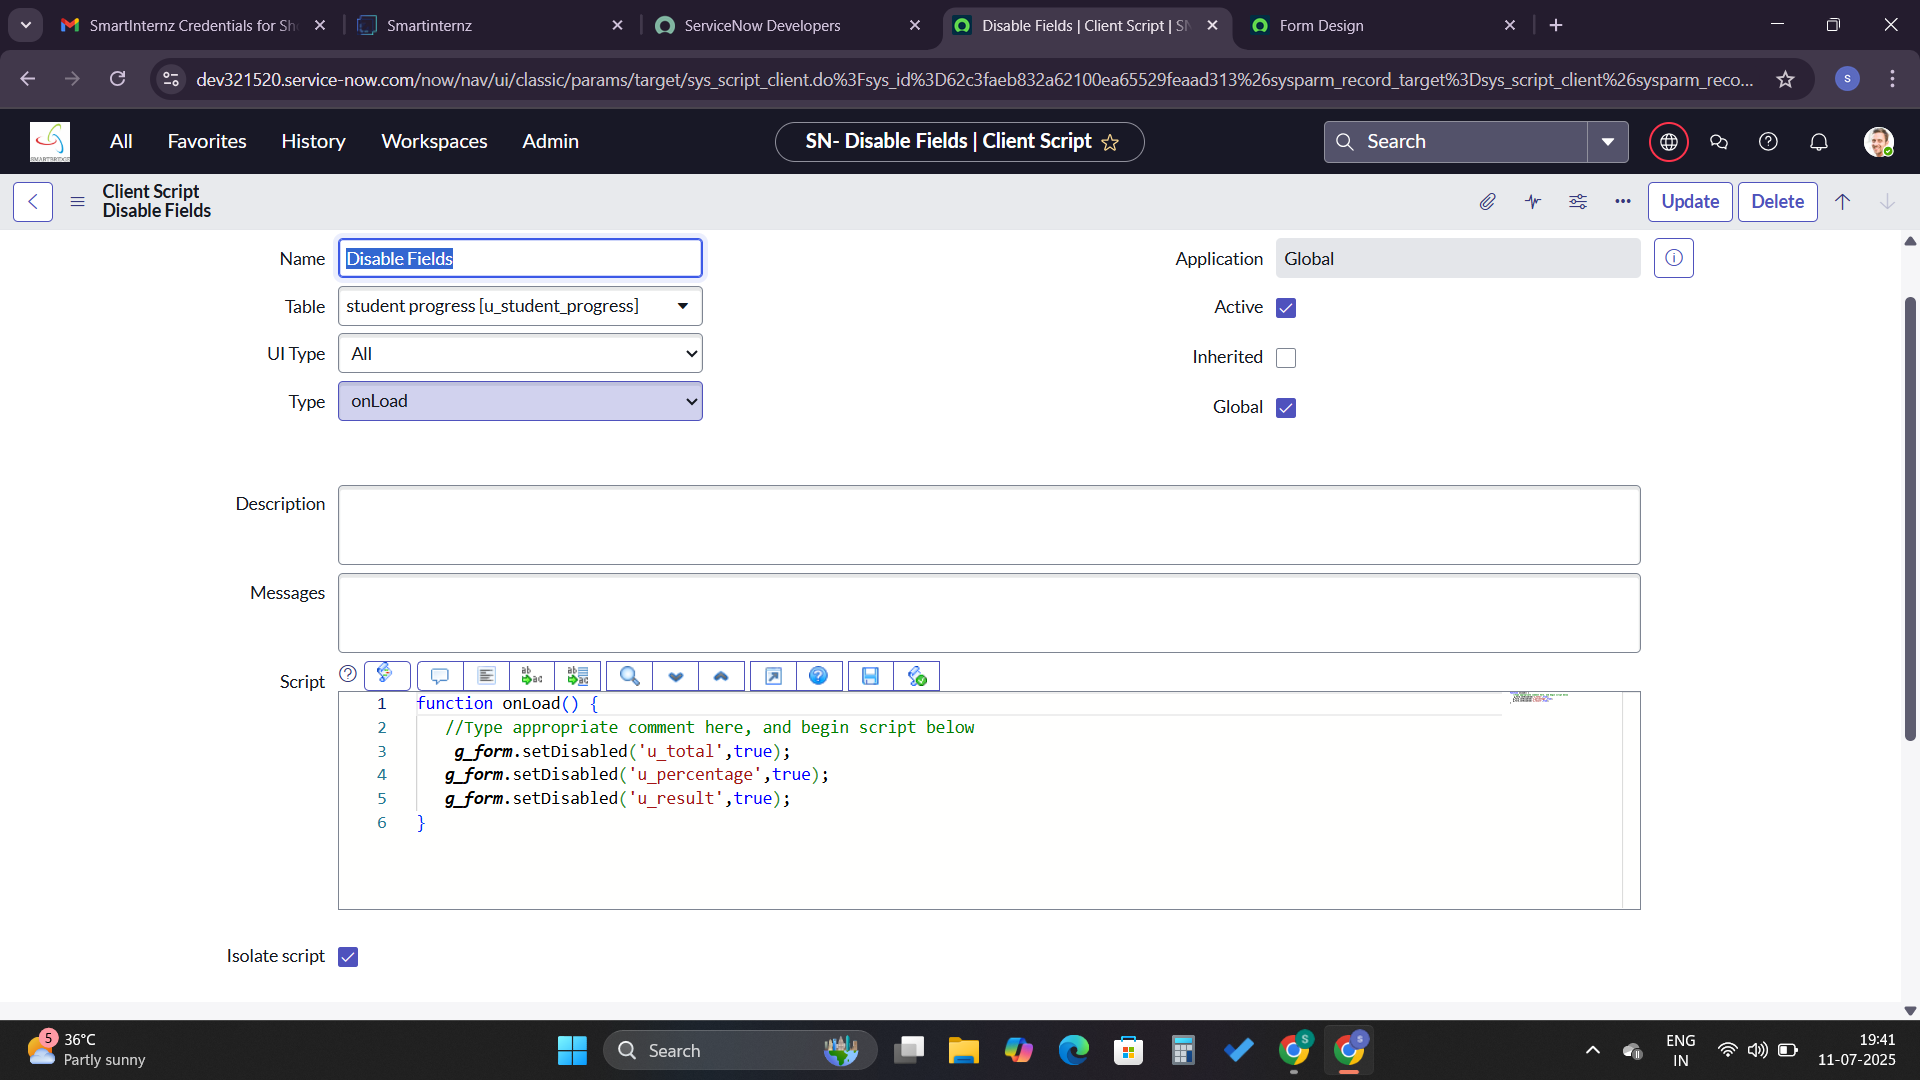 SmartInternz Credentials for Sh
Smartinternz
ServiceNow Developers
Disable Fields | Client Script | SN
Form Design
dev321520.service-now.com/now/nav/ui/classic/params/target/sys_script_client.do%3Fsys_id%3D62c3faeb832a62100ea65529feaad313%26sysparm_record_target%3Dsys_script_client%26sysparm_reco...
S
SMARTBRIDGE
All
Favorites
History
Workspaces
Admin
SN- Disable Fields | Client Script
Search
Client Script
Disable Fields
Update
Delete
Name
Disable Fields
Application
Global
Table
student progress [u_student_progress]
Active
UI Type
All
Inherited
Type
onLoad
Global
Description
Messages
Script
1 function onLoad() {
2 //Type appropriate comment here, and begin script below
3 g_form.setDisabled('u_total',true);
4 g_form.setDisabled('u_percentage',true);
5 g_form.setDisabled('u_result',true);
6 }
Isolate script
5
36°C
Partly sunny
Search
S
S
ENG
IN
19:41
11-07-2025